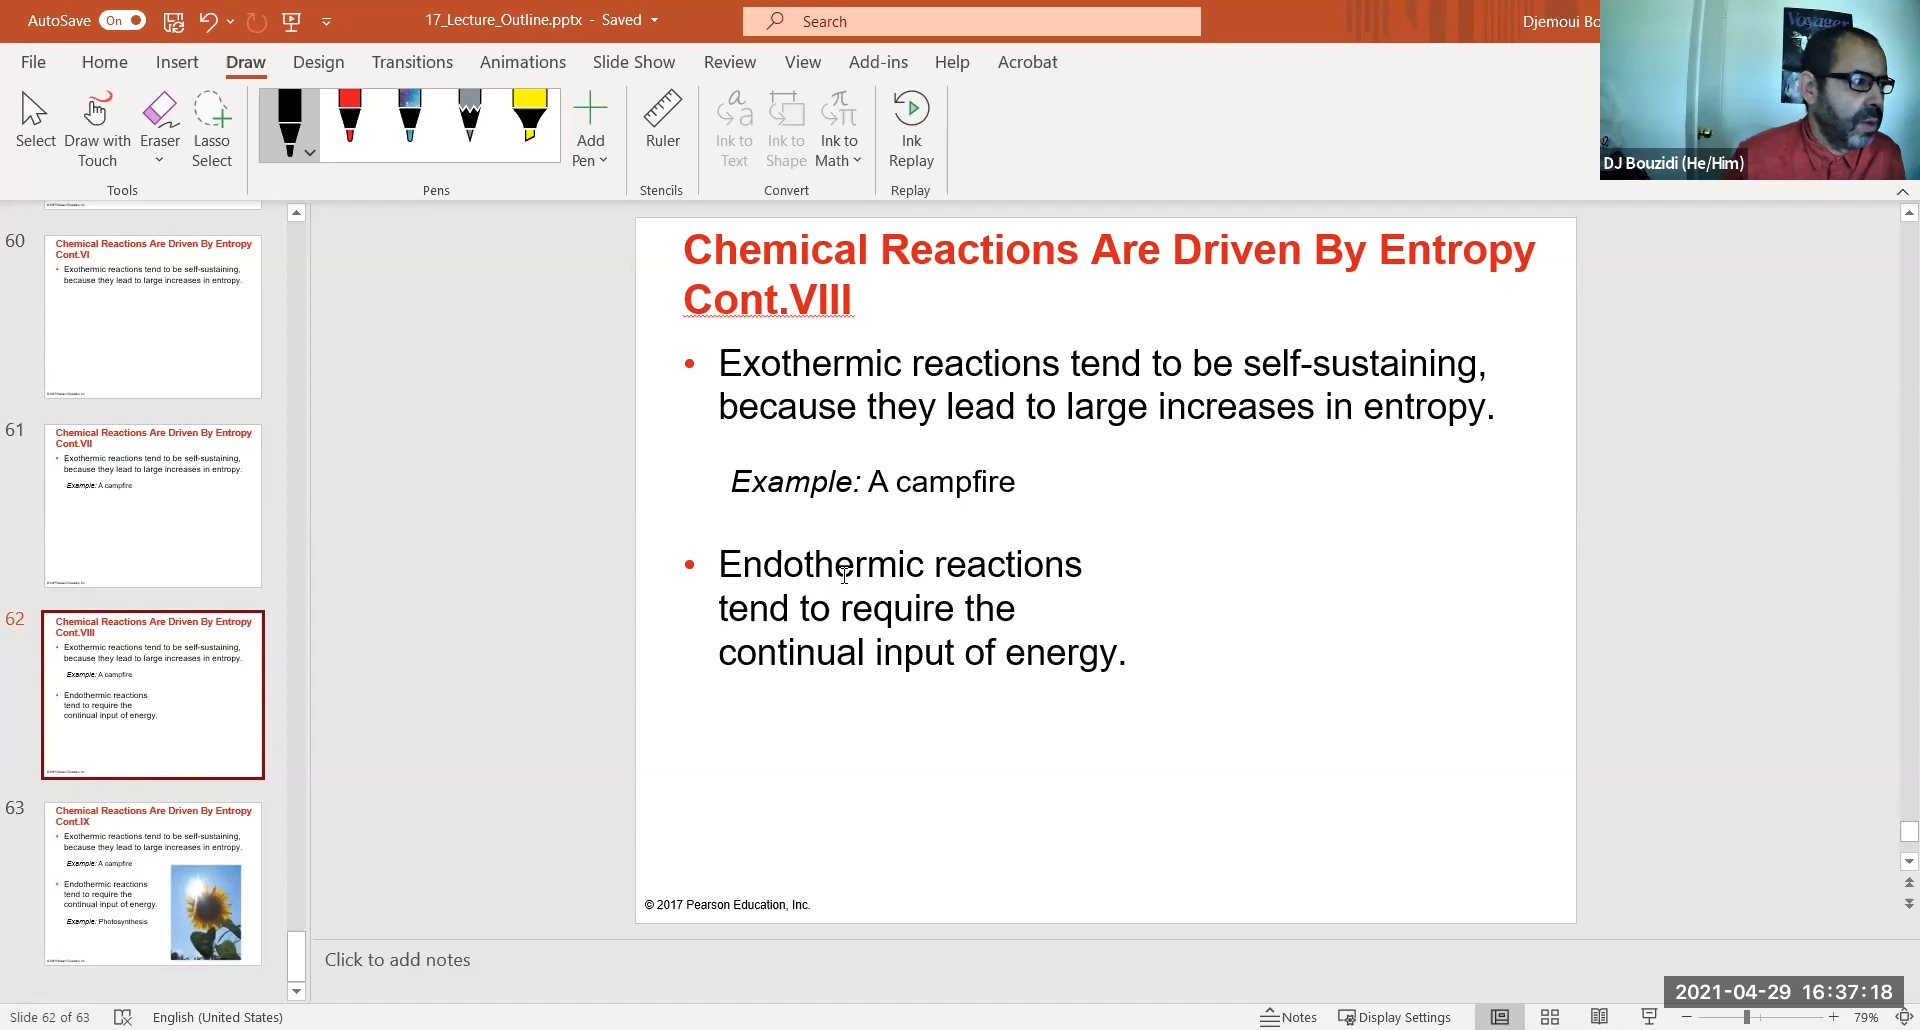 AutoSave On
17_Lecture_Outline.pptx - Saved
Search
Djemoui Bo
Voyager
DJ Bouzidi (He/Him)
File Home Insert Draw Design Transitions Animations Slide Show Review View Add-ins Help Acrobat
Select
Draw with Touch
Eraser
Lasso Select
Tools
Pens
Add Pen
Ruler
Stencils
Ink to Text
Ink to Shape
Ink to Math
Convert
Ink Replay
Replay
60
Chemical Reactions Are Driven By Entropy
Cont.VI
• Exothermic reactions tend to be self-sustaining,
because they lead to large increases in entropy.
61
Chemical Reactions Are Driven By Entropy
Cont.VII
• Exothermic reactions tend to be self-sustaining,
because they lead to large increases in entropy.
Example: A campfire
62
Chemical Reactions Are Driven By Entropy
Cont.VIII
• Exothermic reactions tend to be self-sustaining,
because they lead to large increases in entropy.
Example: A campfire
• Endothermic reactions
tend to require the
continual input of energy.
63
Chemical Reactions Are Driven By Entropy
Cont.IX
• Exothermic reactions tend to be self-sustaining,
because they lead to large increases in entropy.
Example: A campfire
• Endothermic reactions
tend to require the
continual input of energy.
Example: Photosynthesis
Chemical Reactions Are Driven By Entropy
Cont.VIII
• Exothermic reactions tend to be self-sustaining,
because they lead to large increases in entropy.
Example: A campfire
• Endothermic reactions
tend to require the
continual input of energy.
© 2017 Pearson Education, Inc.
Click to add notes
2021-04-29 16:37:18
Slide 62 of 63
English (United States)
Notes
Display Settings
79%